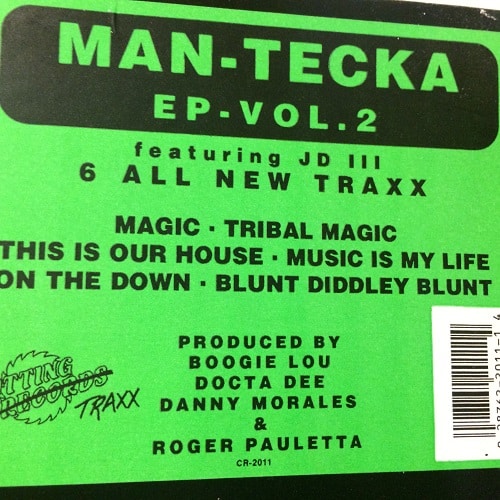 MAN-TECKA
EP-VOL.2
featuring JD III
6 ALL NEW TRAXX
MAGIC · TRIBAL MAGIC
THIS IS OUR HOUSE · MUSIC IS MY LIFE
ON THE DOWN · BLUNT DIDDLEY BLUNT
PRODUCED BY
BOOGIE LOU
DOCTA DEE
DANNY MORALES
&
ROGER PAULETTA
CR-2011
TTING
RECORDS
TRAXX